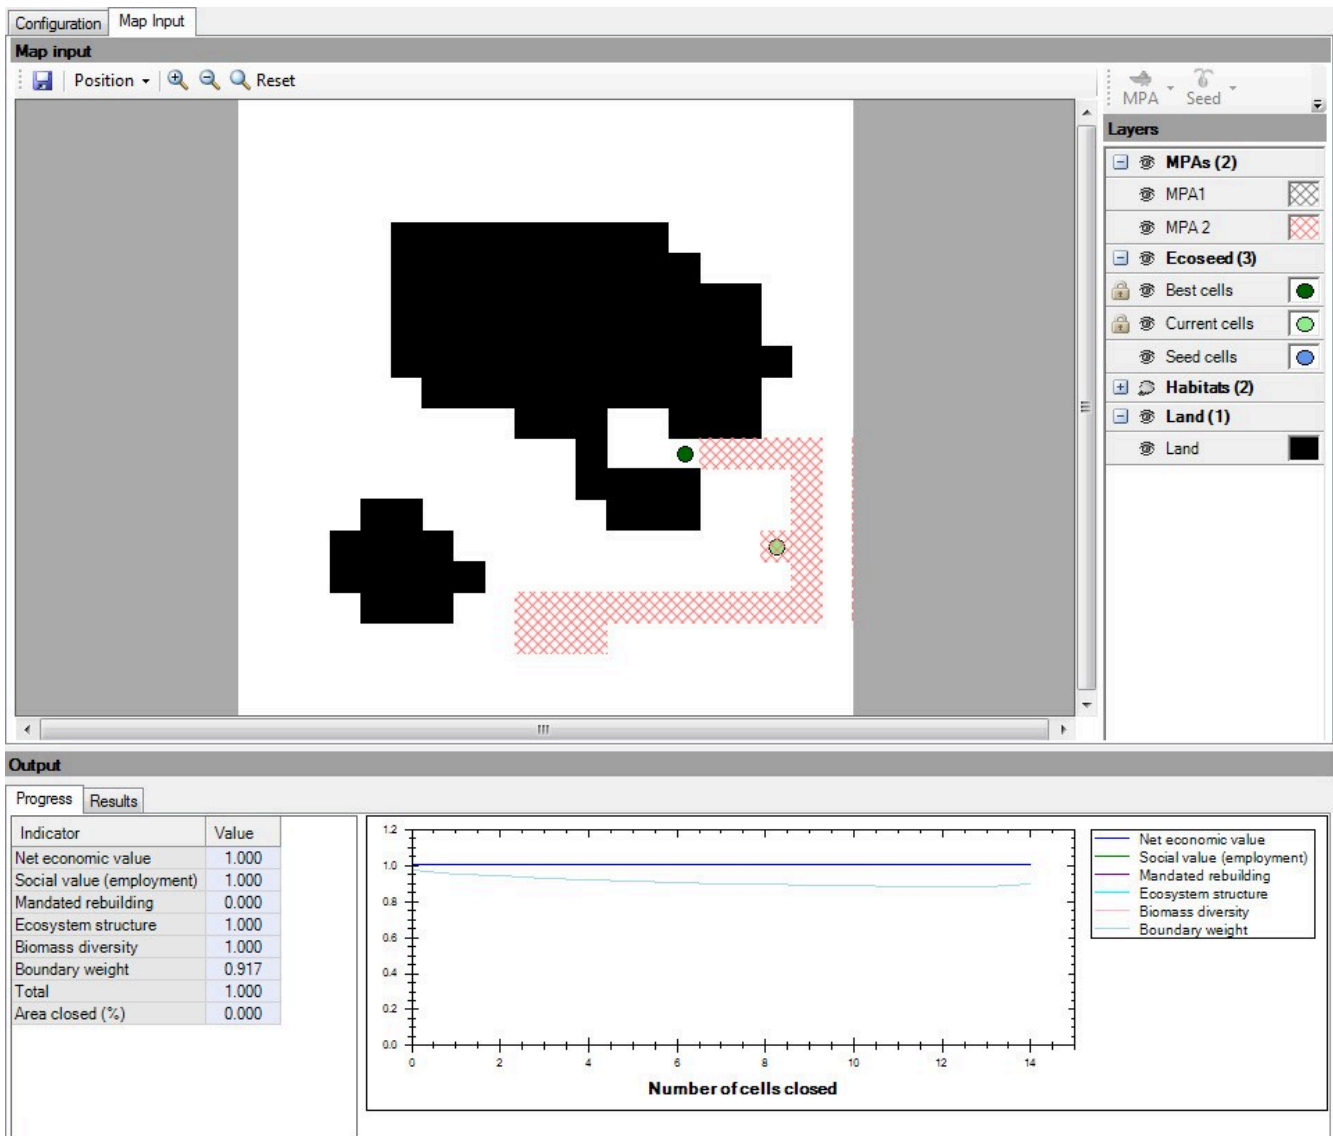 Configuration Map Input
Map input
Position Reset
MPA Seed
Layers
MPAs (2)
MPA1
MPA 2
Ecoseed (3)
Best cells
Current cells
Seed cells
Habitats (2)
Land (1)
Land
Output
Progress Results
Indicator Value
Net economic value 1.000
Social value (employment) 1.000
Mandated rebuilding 0.000
Ecosystem structure 1.000
Biomass diversity 1.000
Boundary weight 0.917
Total 1.000
Area closed (%) 0.000
1.2
1.0
0.8
0.6
0.4
0.2
0.0
0 2 4 6 8 10 12 14
Number of cells closed
Net economic value
Social value (employment)
Mandated rebuilding
Ecosystem structure
Biomass diversity
Boundary weight